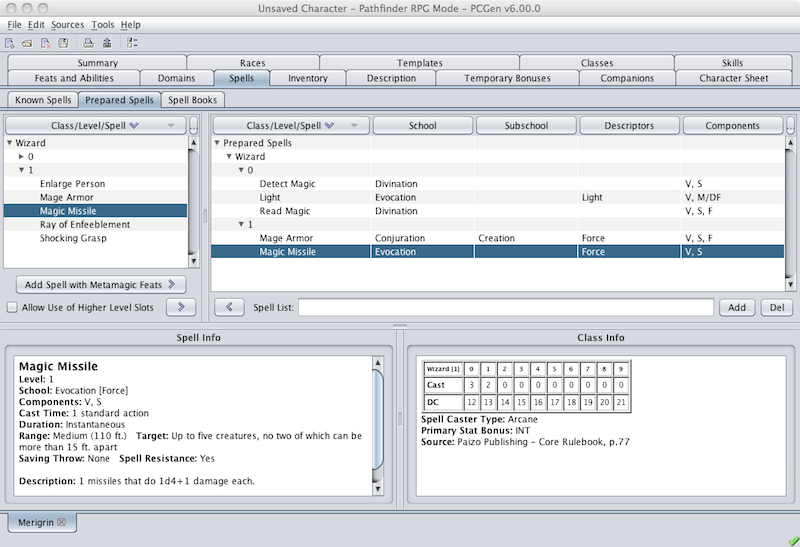 Unsaved Character – Pathfinder RPG Mode – PCGen v6.00.0
File Edit Sources Tools Help
Summary Races Templates Classes Skills
Feats and Abilities Domains Spells Inventory Description Temporary Bonuses Companions Character Sheet
Known Spells Prepared Spells Spell Books
Class/Level/Spell ... Class/Level/Spell School Subschool Descriptors Components ...
Wizard Prepared Spells
0 Wizard
1 0
Enlarge Person Detect Magic Divination V, S
Mage Armor Light Evocation Light V, M/DF
Magic Missile Read Magic Divination V, S, F
Ray of Enfeeblement 1
Shocking Grasp Mage Armor Conjuration Creation Force V, S, F
Magic Missile Evocation Force V, S
Add Spell with Metamagic Feats
Allow Use of Higher Level Slots Spell List: Add Del
Spell Info
Magic Missile
Level: 1
School: Evocation [Force]
Components: V, S
Cast Time: 1 standard action
Duration: Instantaneous
Range: Medium (110 ft.) Target: Up to five creatures, no two of which can be
more than 15 ft. apart
Saving Throw: None Spell Resistance: Yes
Description: 1 missiles that do 1d4+1 damage each.
Class Info
Wizard [1] 0 1 2 3 4 5 6 7 8 9
Cast 3 2 0 0 0 0 0 0 0 0
DC 12 13 14 15 16 17 18 19 20 21
Spell Caster Type: Arcane
Primary Stat Bonus: INT
Source: Paizo Publishing – Core Rulebook, p.77
Merigrin